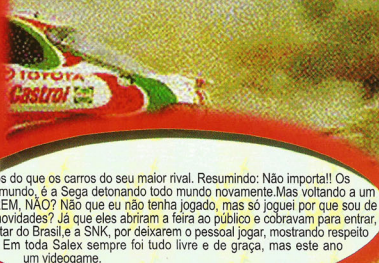 TOYOTA
Castrol
s do que os carros do seu maior rival. Resumindo: Não importa!! Os
mundo, é a Sega detonando todo mundo novamente.Mas voltando a um
EM, NÃO? Não que eu não tenha jogado, mas só joguei por que sou de
novidades? Já que eles abriram a feira ao público e cobravam para entrar,
tar do Brasil,e a SNK, por deixarem o pessoal jogar, mostrando respeito
Em toda Salex sempre foi tudo livre e de graça, mas este ano
um videogame.